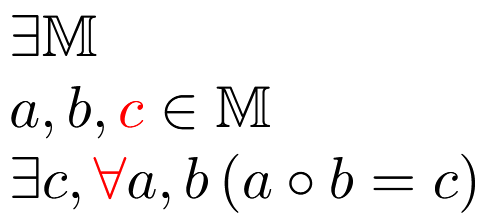 ∃𝕄
a, b, c ∈ 𝕄
∃c, ∀a, b (a ∘ b = c)